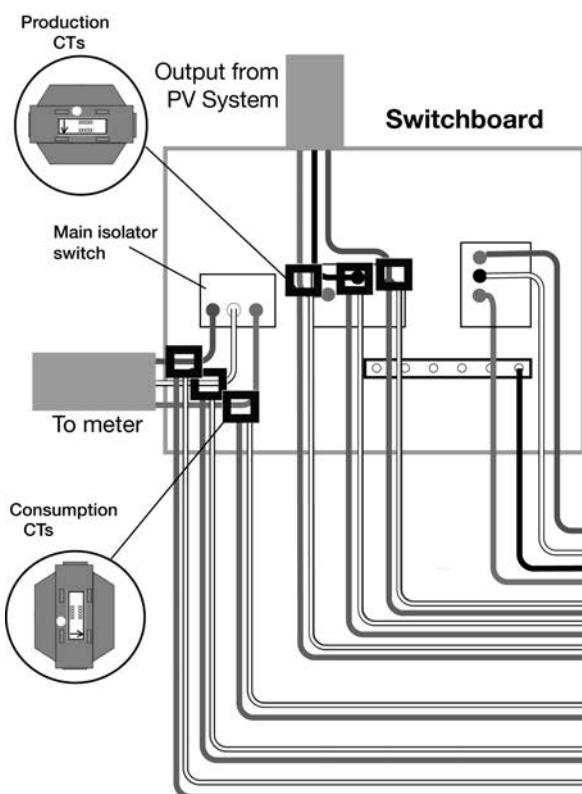 Production
CTs
Output from
PV System
Switchboard
Main isolator
switch
To meter
Consumption
CTs